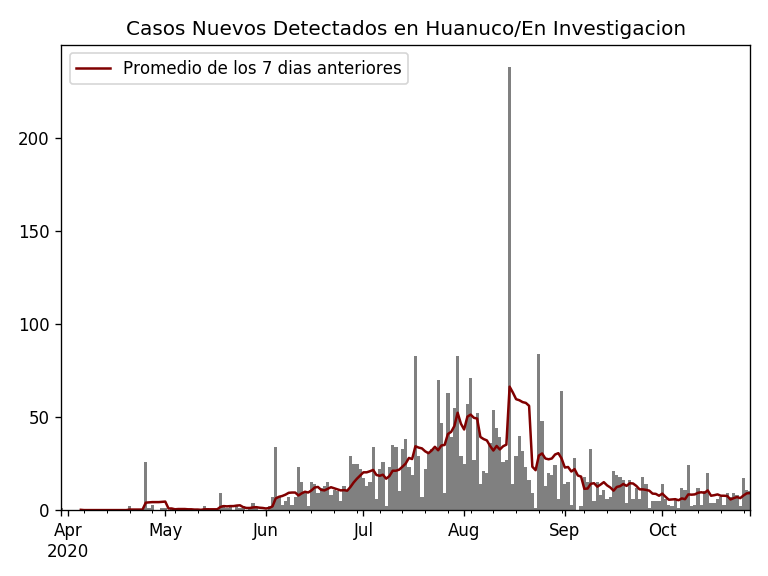 Casos Nuevos Detectados en Huanuco/En Investigacion
Promedio de los 7 dias anteriores
200
150
100
50
0
Apr May Jun Jul Aug Sep Oct
2020